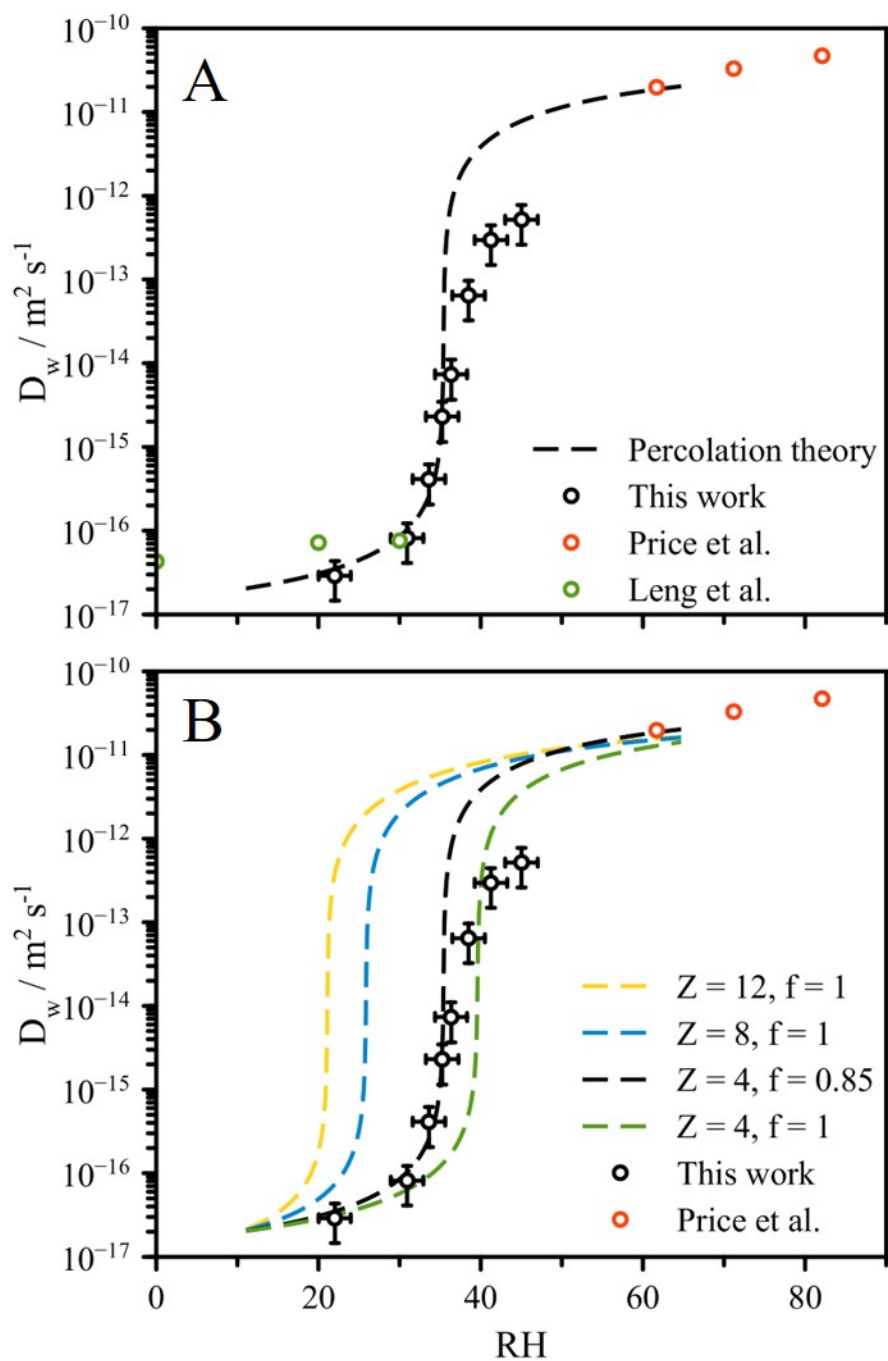 A
10⁻¹⁰
10⁻¹¹
10⁻¹²
10⁻¹³
10⁻¹⁴
10⁻¹⁵
10⁻¹⁶
10⁻¹⁷
D_w / m² s⁻¹
Percolation theory
This work
Price et al.
Leng et al.
B
10⁻¹⁰
10⁻¹¹
10⁻¹²
10⁻¹³
10⁻¹⁴
10⁻¹⁵
10⁻¹⁶
10⁻¹⁷
D_w / m² s⁻¹
Z = 12, f = 1
Z = 8, f = 1
Z = 4, f = 0.85
Z = 4, f = 1
This work
Price et al.
0 20 40 60 80
RH